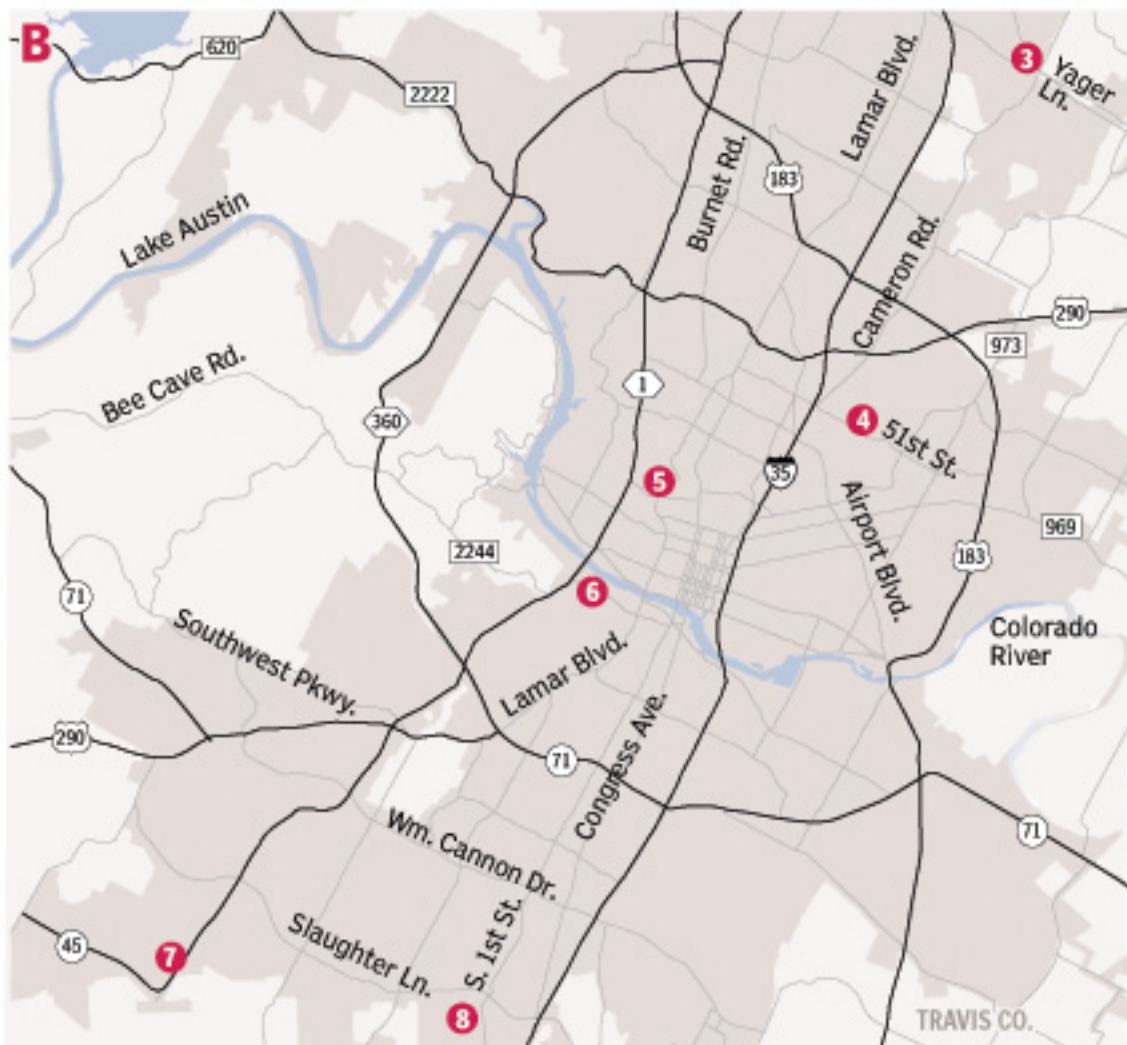 B
620
2222
Lamar Blvd.
3
Yager
Ln.
Burnet Rd.
183
Lake Austin
Cameron Rd.
290
973
Bee Cave Rd.
1
360
4
51st St.
5
35
Airport Blvd.
969
2244
183
71
6
Southwest Pkwy.
Colorado
River
Lamar Blvd.
290
71
Congress Ave.
Wm. Cannon Dr.
71
45
7
Slaughter Ln.
S. 1st St.
8
TRAVIS CO.